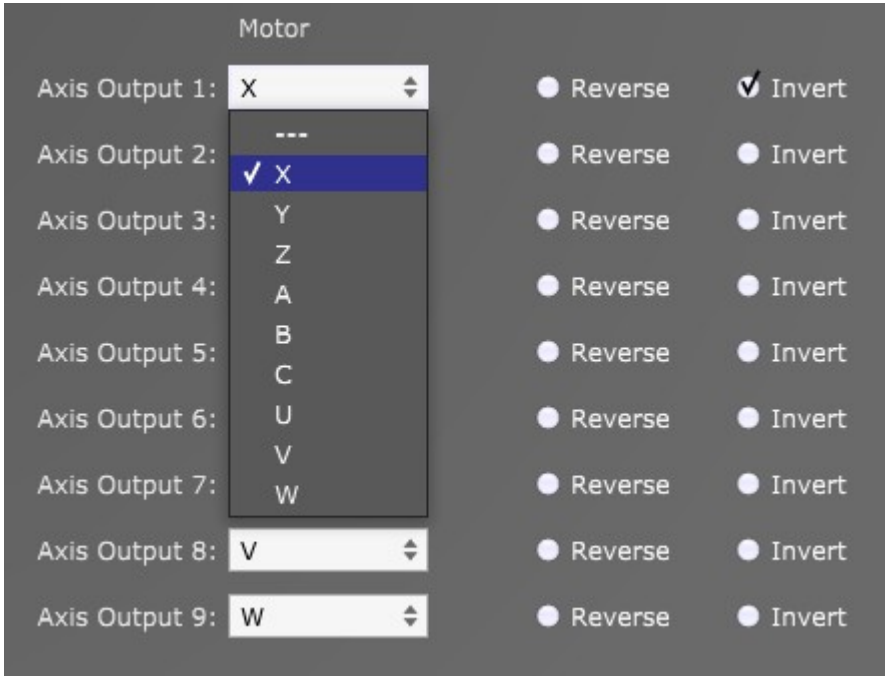 Motor
Axis Output 1: X Reverse Invert
---
Axis Output 2: Reverse Invert
X
Axis Output 3: Reverse Invert
Y
Z
Axis Output 4: Reverse Invert
A
B
Axis Output 5: Reverse Invert
C
Axis Output 6: Reverse Invert
U
V
Axis Output 7: Reverse Invert
W
Axis Output 8: V Reverse Invert
Axis Output 9: W Reverse Invert